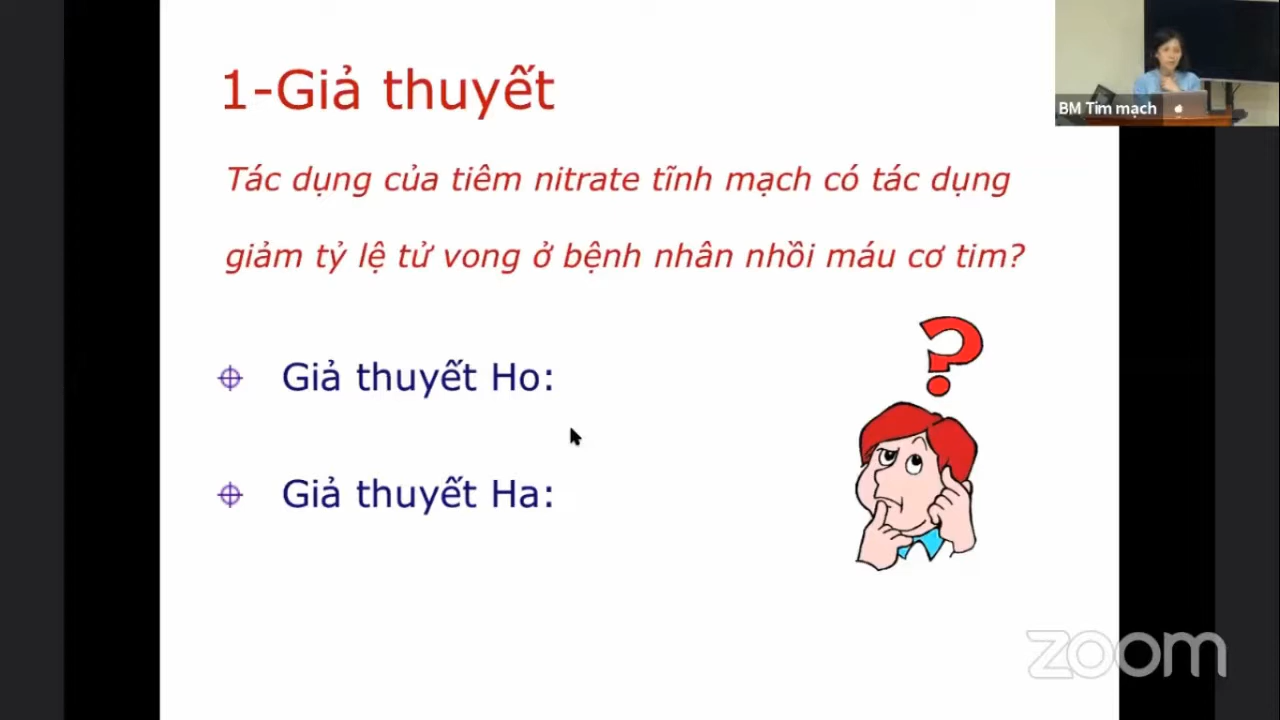 1-Giả thuyết
BM Tim mạch
Tác dụng của tiêm nitrate tĩnh mạch có tác dụng
giảm tỷ lệ tử vong ở bệnh nhân nhồi máu cơ tim?
?
Giả thuyết Ho:
Giả thuyết Ha:
zoom